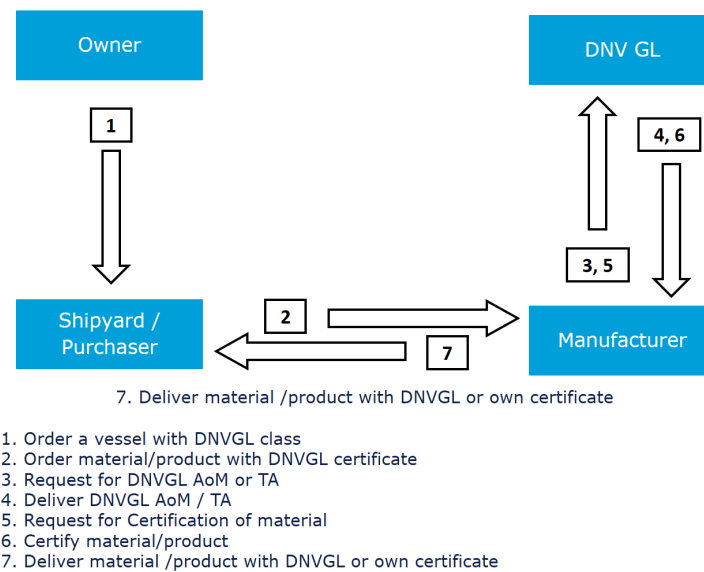 Owner
DNV GL
1
4, 6
3, 5
Shipyard /
Purchaser
2
7
Manufacturer
7. Deliver material /product with DNVGL or own certificate
1. Order a vessel with DNVGL class
2. Order material/product with DNVGL certificate
3. Request for DNVGL AoM or TA
4. Deliver DNVGL AoM / TA
5. Request for Certification of material
6. Certify material/product
7. Deliver material /product with DNVGL or own certificate